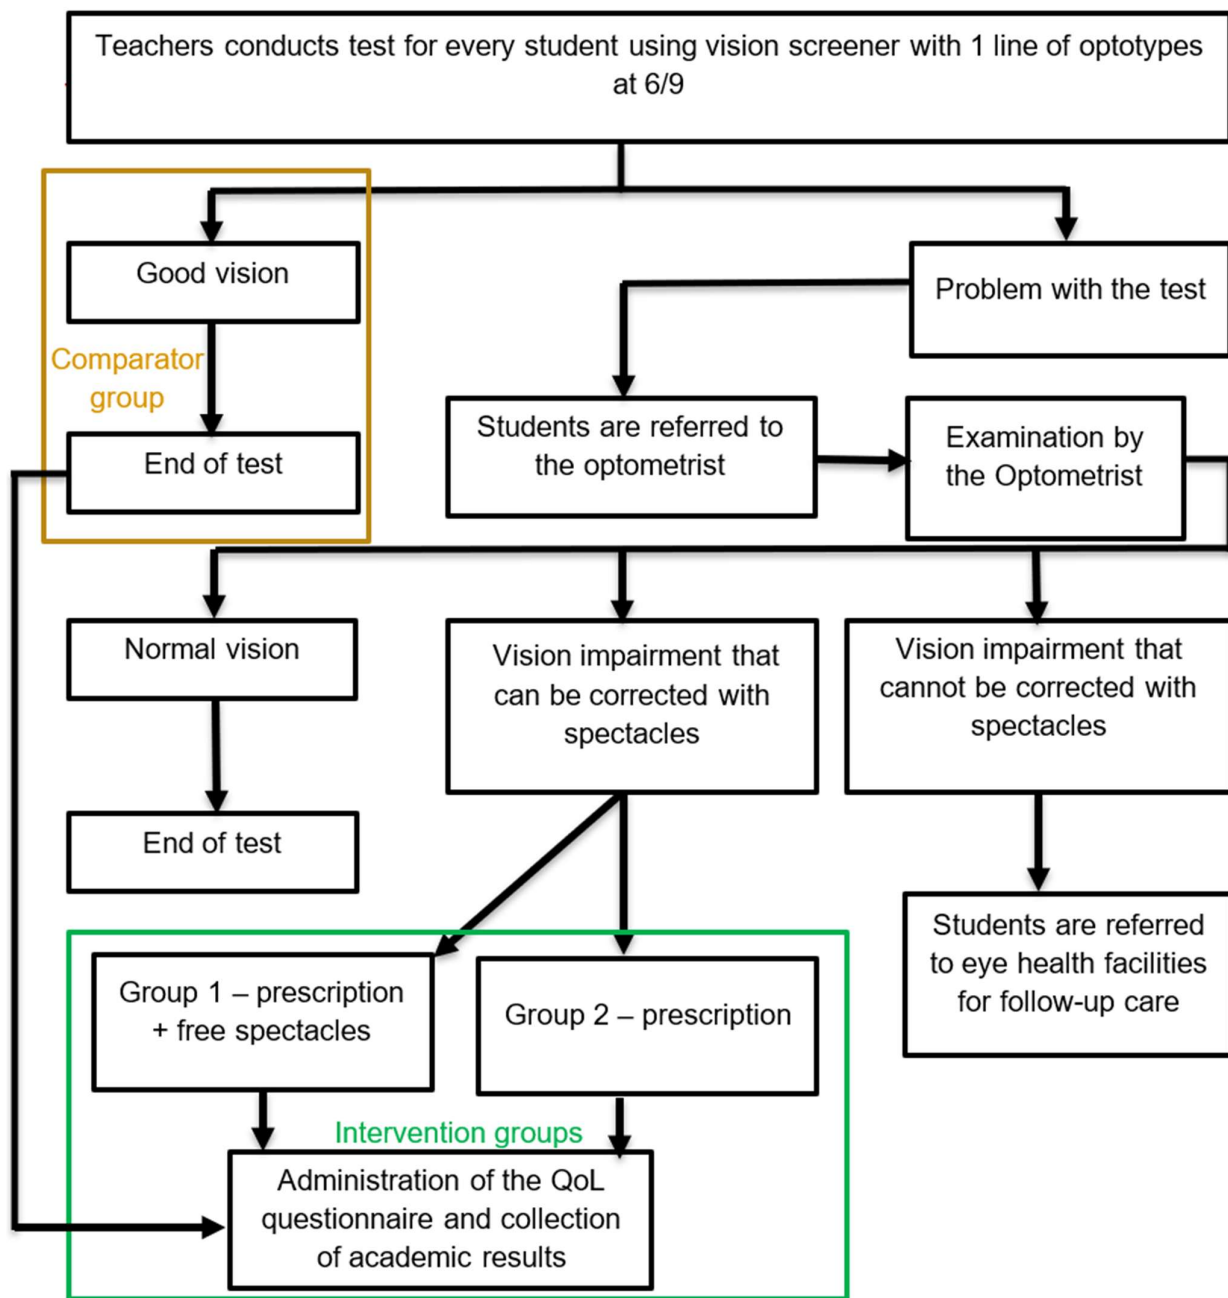 Teachers conducts test for every student using vision screener with 1 line of optotypes
at 6/9
Good vision
Problem with the test
Comparator
group
End of test
Students are referred to
the optometrist
Examination by
the Optometrist
Normal vision
Vision impairment that
can be corrected with
spectacles
Vision impairment that
cannot be corrected with
spectacles
End of test
Group 1 – prescription
+ free spectacles
Group 2 – prescription
Students are referred
to eye health facilities
for follow-up care
Intervention groups
Administration of the QoL
questionnaire and collection
of academic results